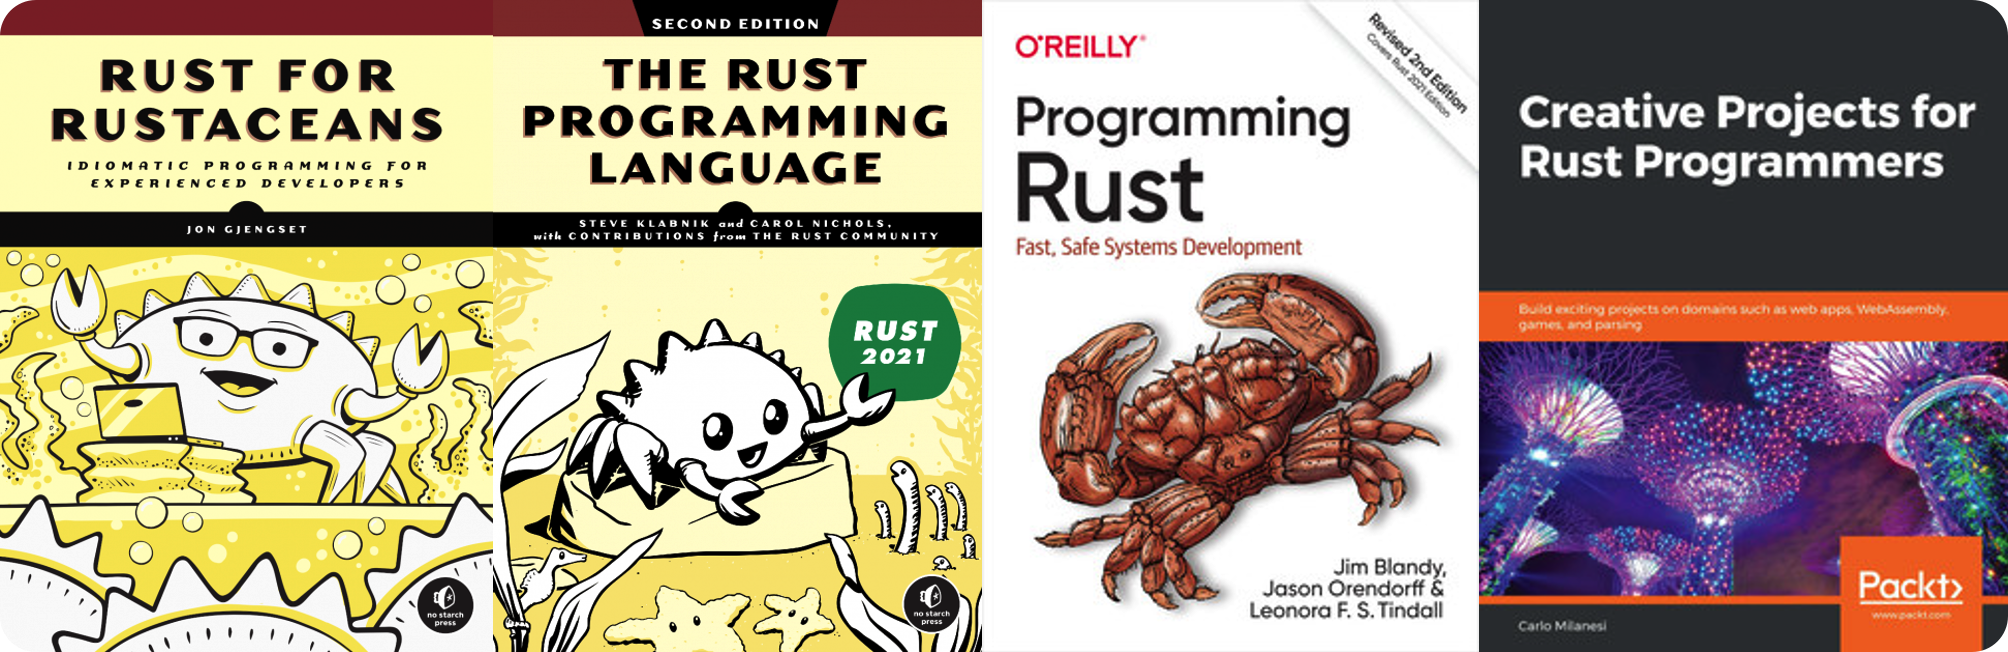 RUST FOR
RUSTACEANS
IDIOMATIC PROGRAMMING FOR
EXPERIENCED DEVELOPERS
JON GJENGSET
no starch
press
SECOND EDITION
THE RUST
PROGRAMMING
LANGUAGE
STEVE KLABNIK and CAROL NICHOLS,
with CONTRIBUTIONS from THE RUST COMMUNITY
RUST
2021
no starch
press
O'REILLY®
Revised 2nd Edition
Covers Rust 2021 Edition
Programming
Rust
Fast, Safe Systems Development
Jim Blandy,
Jason Orendorff &
Leonora F. S. Tindall
Creative Projects for
Rust Programmers
Build exciting projects on domains such as web apps, WebAssembly,
games, and parsing
Packt>
www.packt.com
Carlo Milanesi